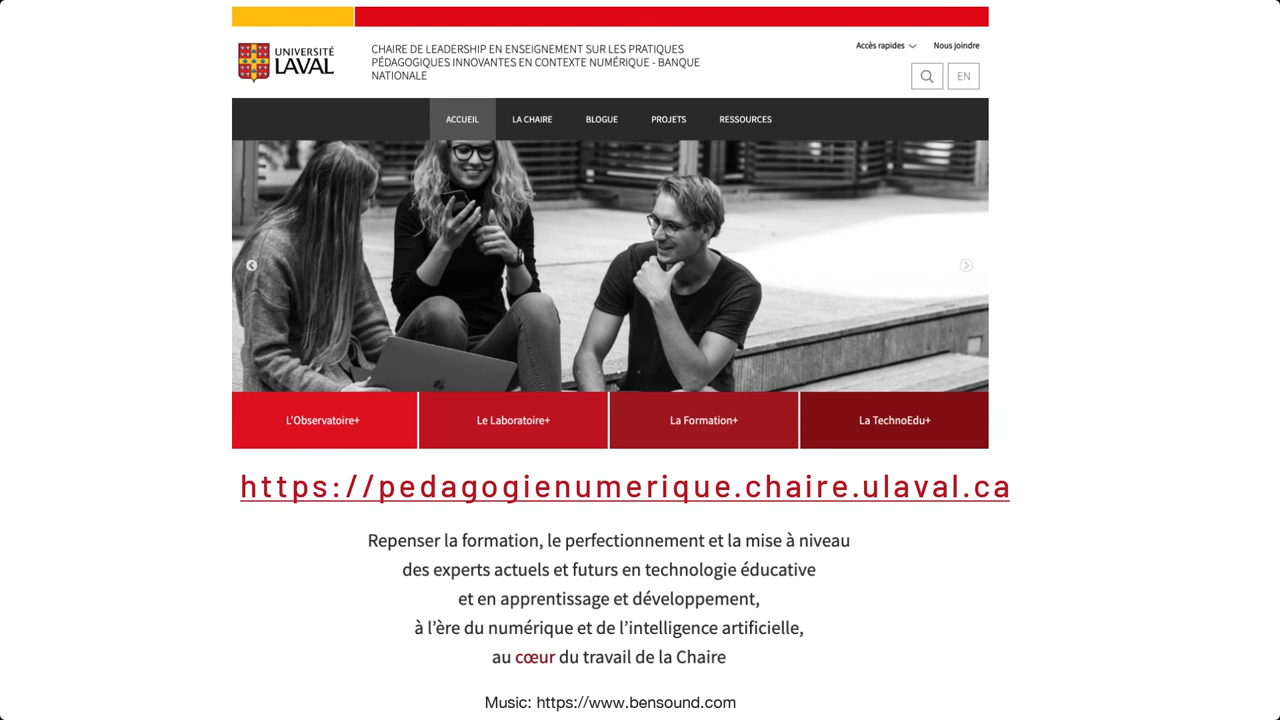 UNIVERSITÉ
LAVAL
CHAIRE DE LEADERSHIP EN ENSEIGNEMENT SUR LES PRATIQUES
PÉDAGOGIQUES INNOVANTES EN CONTEXTE NUMÉRIQUE - BANQUE
NATIONALE
Accès rapides
Nous joindre
EN
ACCUEIL
LA CHAIRE
BLOGUE
PROJETS
RESSOURCES
L'Observatoire+
Le Laboratoire+
La Formation+
La TechnoEdu+
https://pedagogienumerique.chaire.ulaval.ca
Repenser la formation, le perfectionnement et la mise à niveau
des experts actuels et futurs en technologie éducative
et en apprentissage et développement,
à l’ère du numérique et de l’intelligence artificielle,
au cœur du travail de la Chaire
Music: https://www.bensound.com